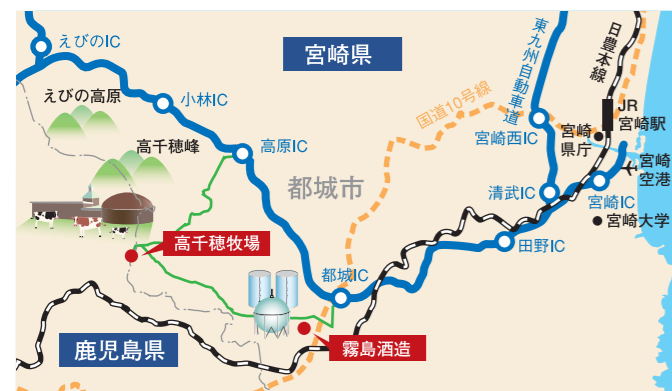 えびのIC
宮崎県
東九州自動車道
日豊本線
えびの高原
小林IC
国道10号線
JR
宮崎駅
高千穂峰
高原IC
宮崎西IC
宮崎
県庁
宮崎
空港
都城市
清武IC
宮崎IC
宮崎大学
高千穂牧場
田野IC
都城IC
鹿児島県
霧島酒造